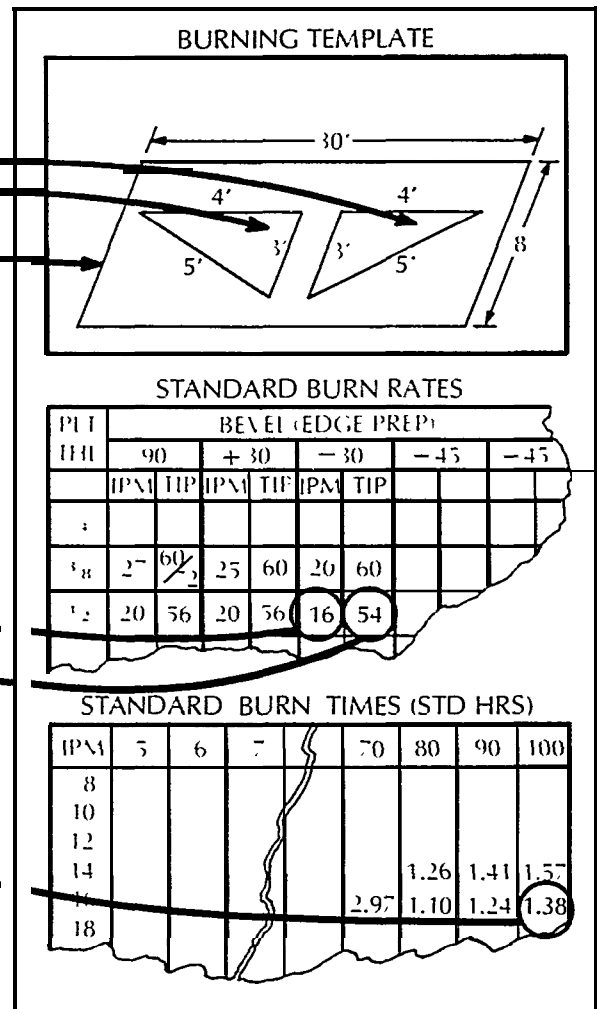 BURNING TEMPLATE
30'
4' 4'
3' 3' 8
5' 5'
STANDARD BURN RATES
BEVEL (EDGE PREP)
90 +30 −30 −45 −45
IPM TIP IPM TIP IPM TIP
25 60 20 60
20 56 20 56 16 54
STANDARD BURN TIMES (STD HRS)
IPM 5 6 7 70 80 90 100
8
10
12
14 1.26 1.41 1.57
2.97 1.10 1.24 1.38
18